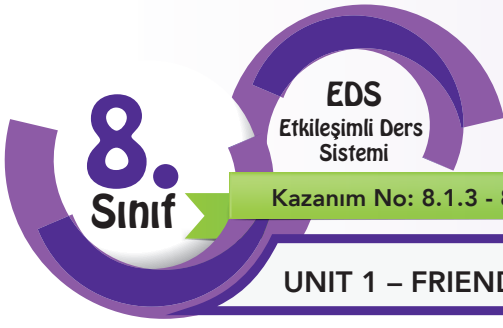 8.
Sınıf
EDS
Etkileşimli Ders
Sistemi
Kazanım No: 8.1.3 -
UNIT 1 – FRIEND